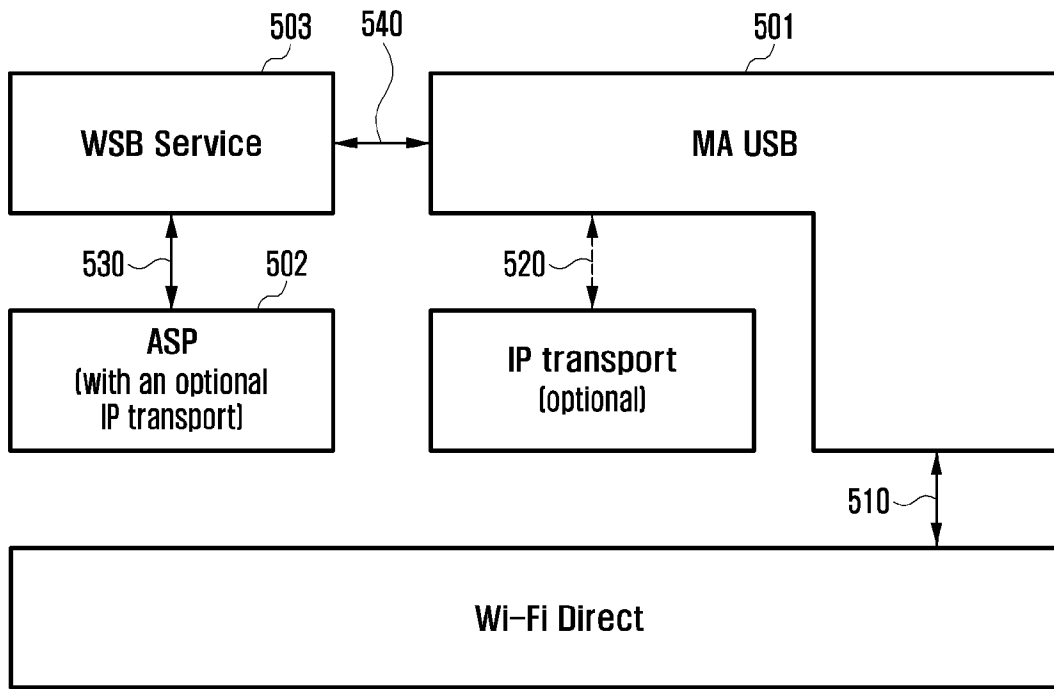 503
540
501
WSB Service
MA USB
530
502
520
ASP
(with an optional
IP transport)
IP transport
(optional)
510
Wi-Fi Direct